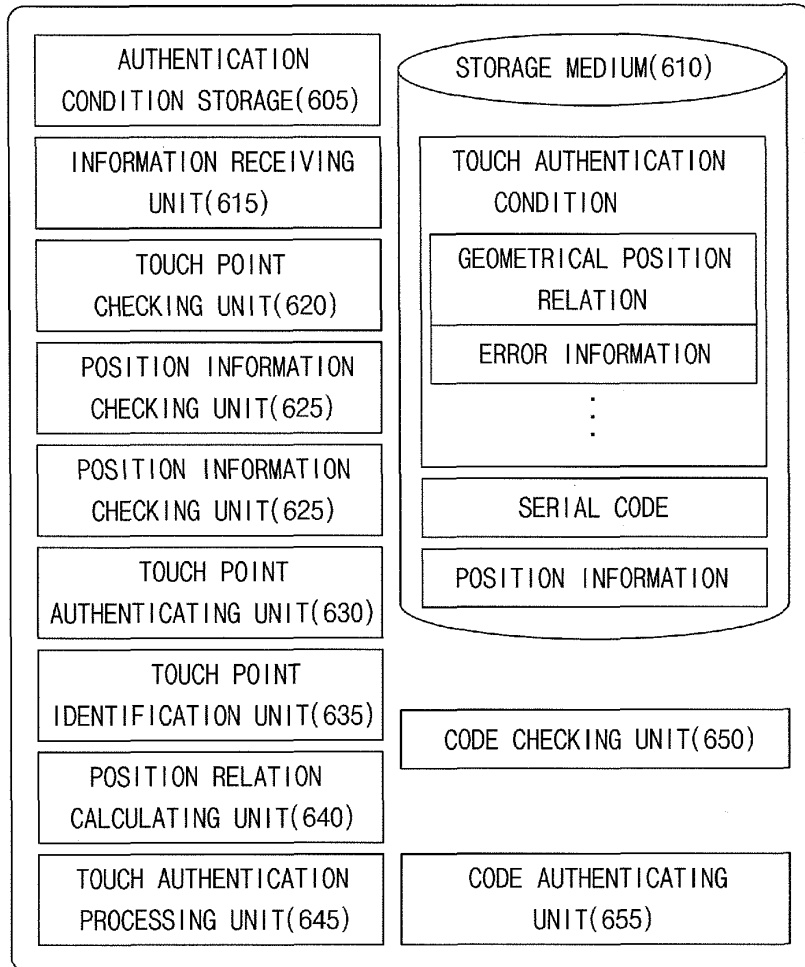 AUTHENTICATION
CONDITION STORAGE(605)
INFORMATION RECEIVING
UNIT(615)
TOUCH POINT
CHECKING UNIT(620)
POSITION INFORMATION
CHECKING UNIT(625)
POSITION INFORMATION
CHECKING UNIT(625)
TOUCH POINT
AUTHENTICATING UNIT(630)
TOUCH POINT
IDENTIFICATION UNIT(635)
POSITION RELATION
CALCULATING UNIT(640)
TOUCH AUTHENTICATION
PROCESSING UNIT(645)
STORAGE MEDIUM(610)
TOUCH AUTHENTICATION
CONDITION
GEOMETRICAL POSITION
RELATION
ERROR INFORMATION
SERIAL CODE
POSITION INFORMATION
CODE CHECKING UNIT(650)
CODE AUTHENTICATING
UNIT(655)